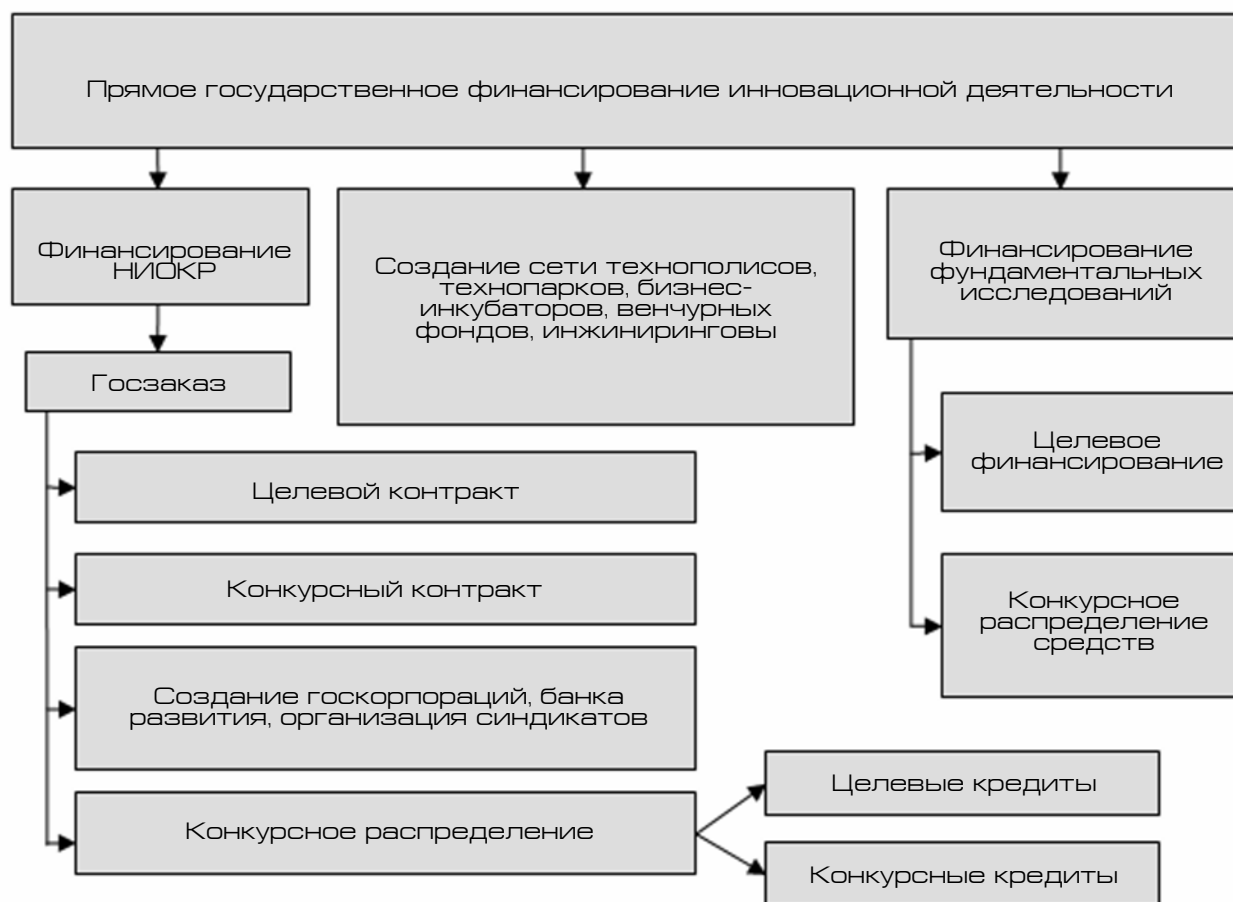 Прямое государственное финансирование инновационной деятельности
Финансирование
НИОКР
Создание сети технополисов,
технопарков, бизнес-
инкубаторов, венчурных
фондов, инжиниринговы
Финансирование
фундаментальных
исследований
Госзаказ
Целевое
финансирование
Целевой контракт
Конкурсный контракт
Конкурсное
распределение
средств
Создание госкорпораций, банка
развития, организация синдикатов
Целевые кредиты
Конкурсное распределение
Конкурсные кредиты